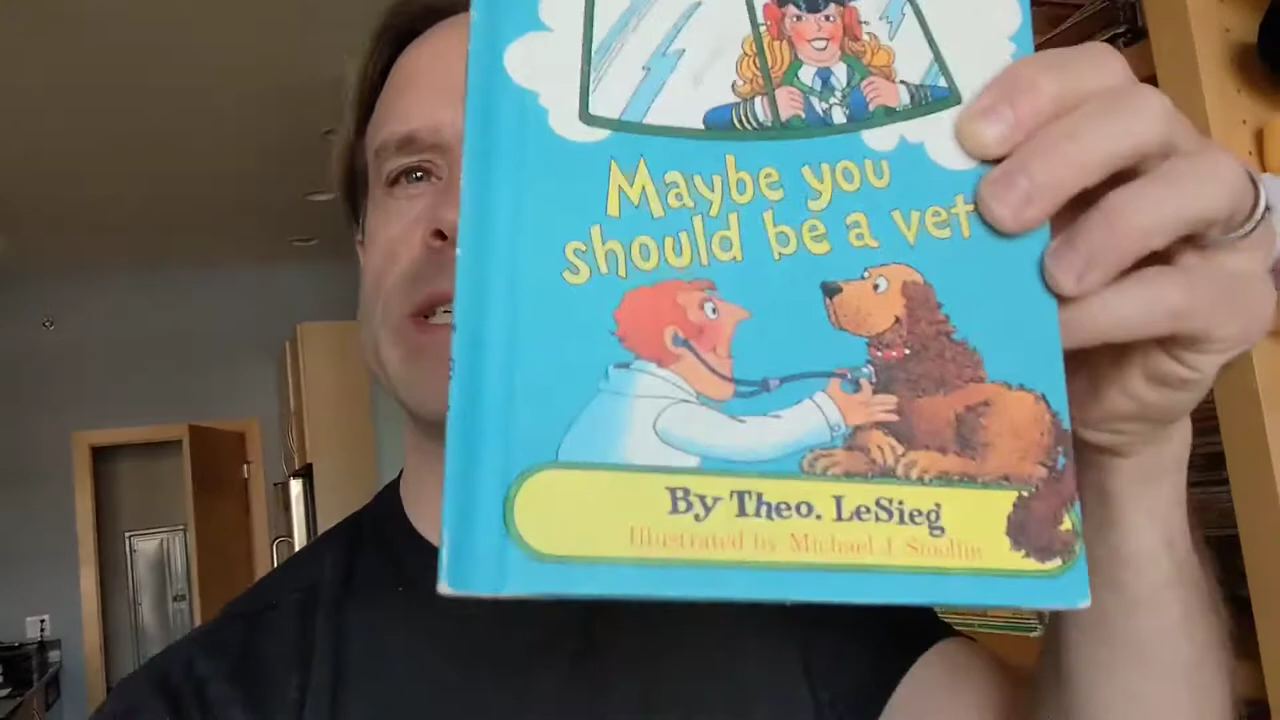 Maybe you
should be a vet
By Theo. LeSieg
Illustrated by Michael J. Smollin